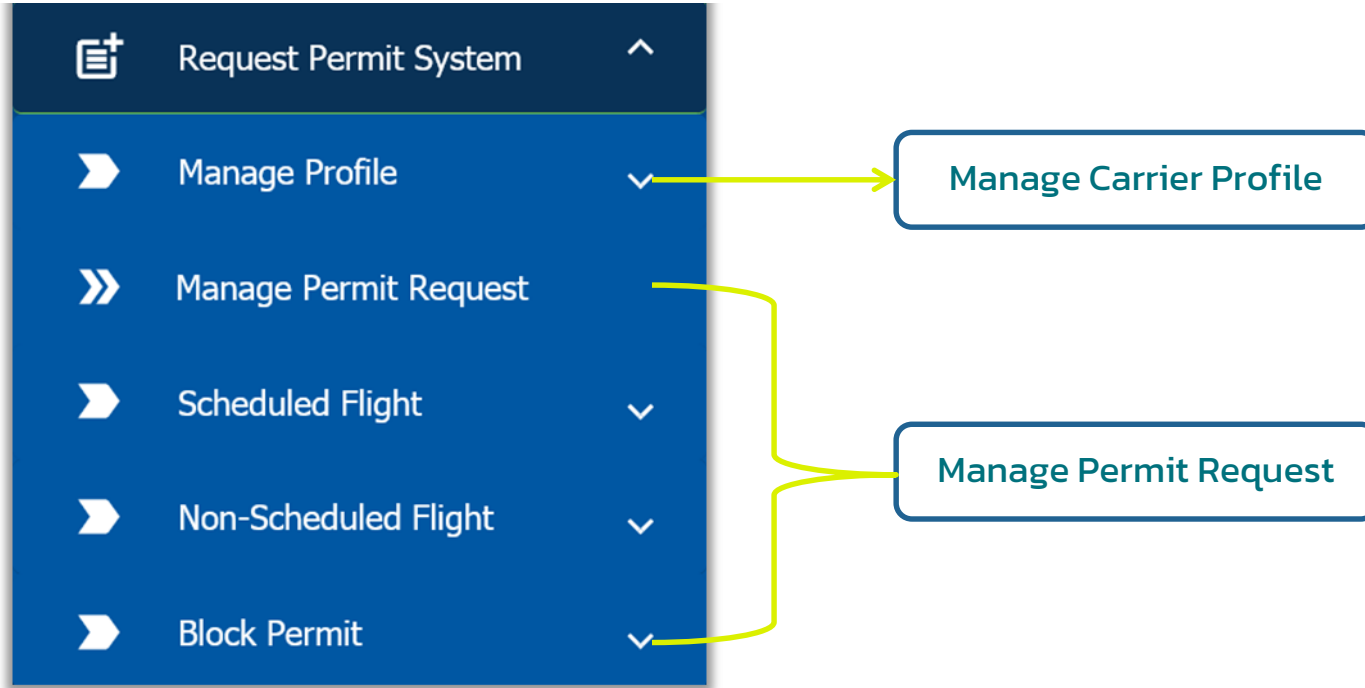 Request Permit System
Manage Profile
Manage Carrier Profile
Manage Permit Request
Scheduled Flight
Manage Permit Request
Non-Scheduled Flight
Block Permit